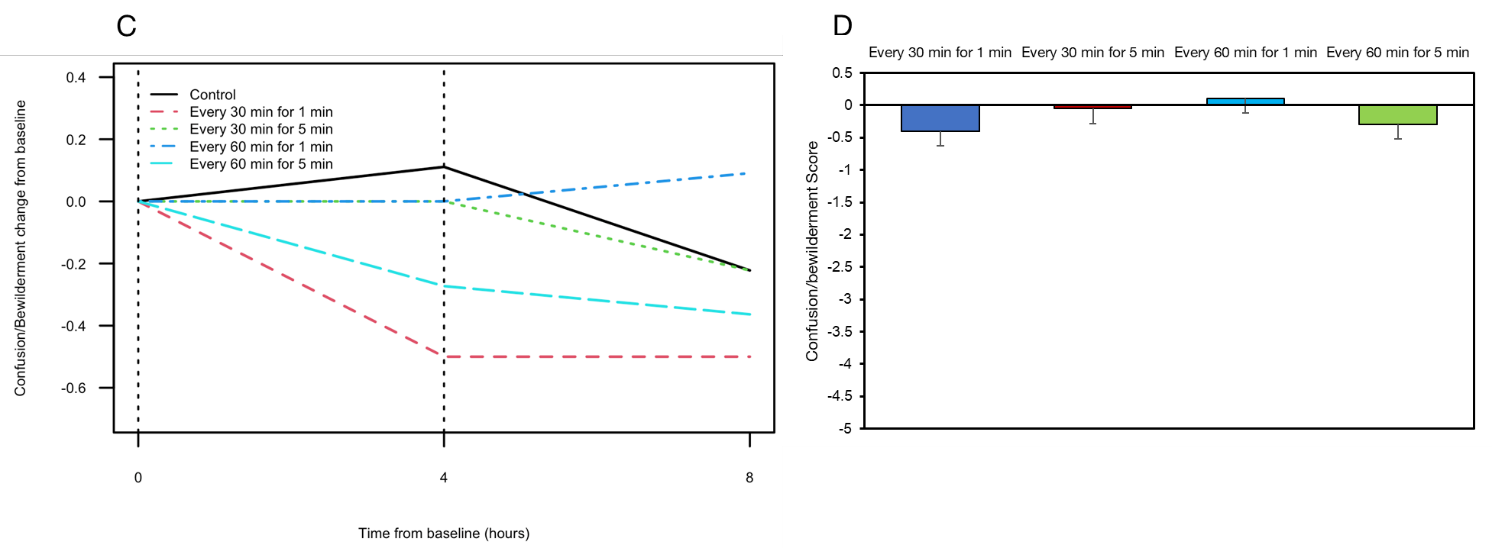 C
Confusion/Bewilderment change from baseline
0.4
0.2
0.0
-0.2
-0.4
-0.6
Control
Every 30 min for 1 min
Every 30 min for 5 min
Every 60 min for 1 min
Every 60 min for 5 min
0
4
8
Time from baseline (hours)
D
Every 30 min for 1 min
Every 30 min for 5 min
Every 60 min for 1 min
Every 60 min for 5 min
Confusion/bewilderment Score
0.5
0
-0.5
-1
-1.5
-2
-2.5
-3
-3.5
-4
-4.5
-5